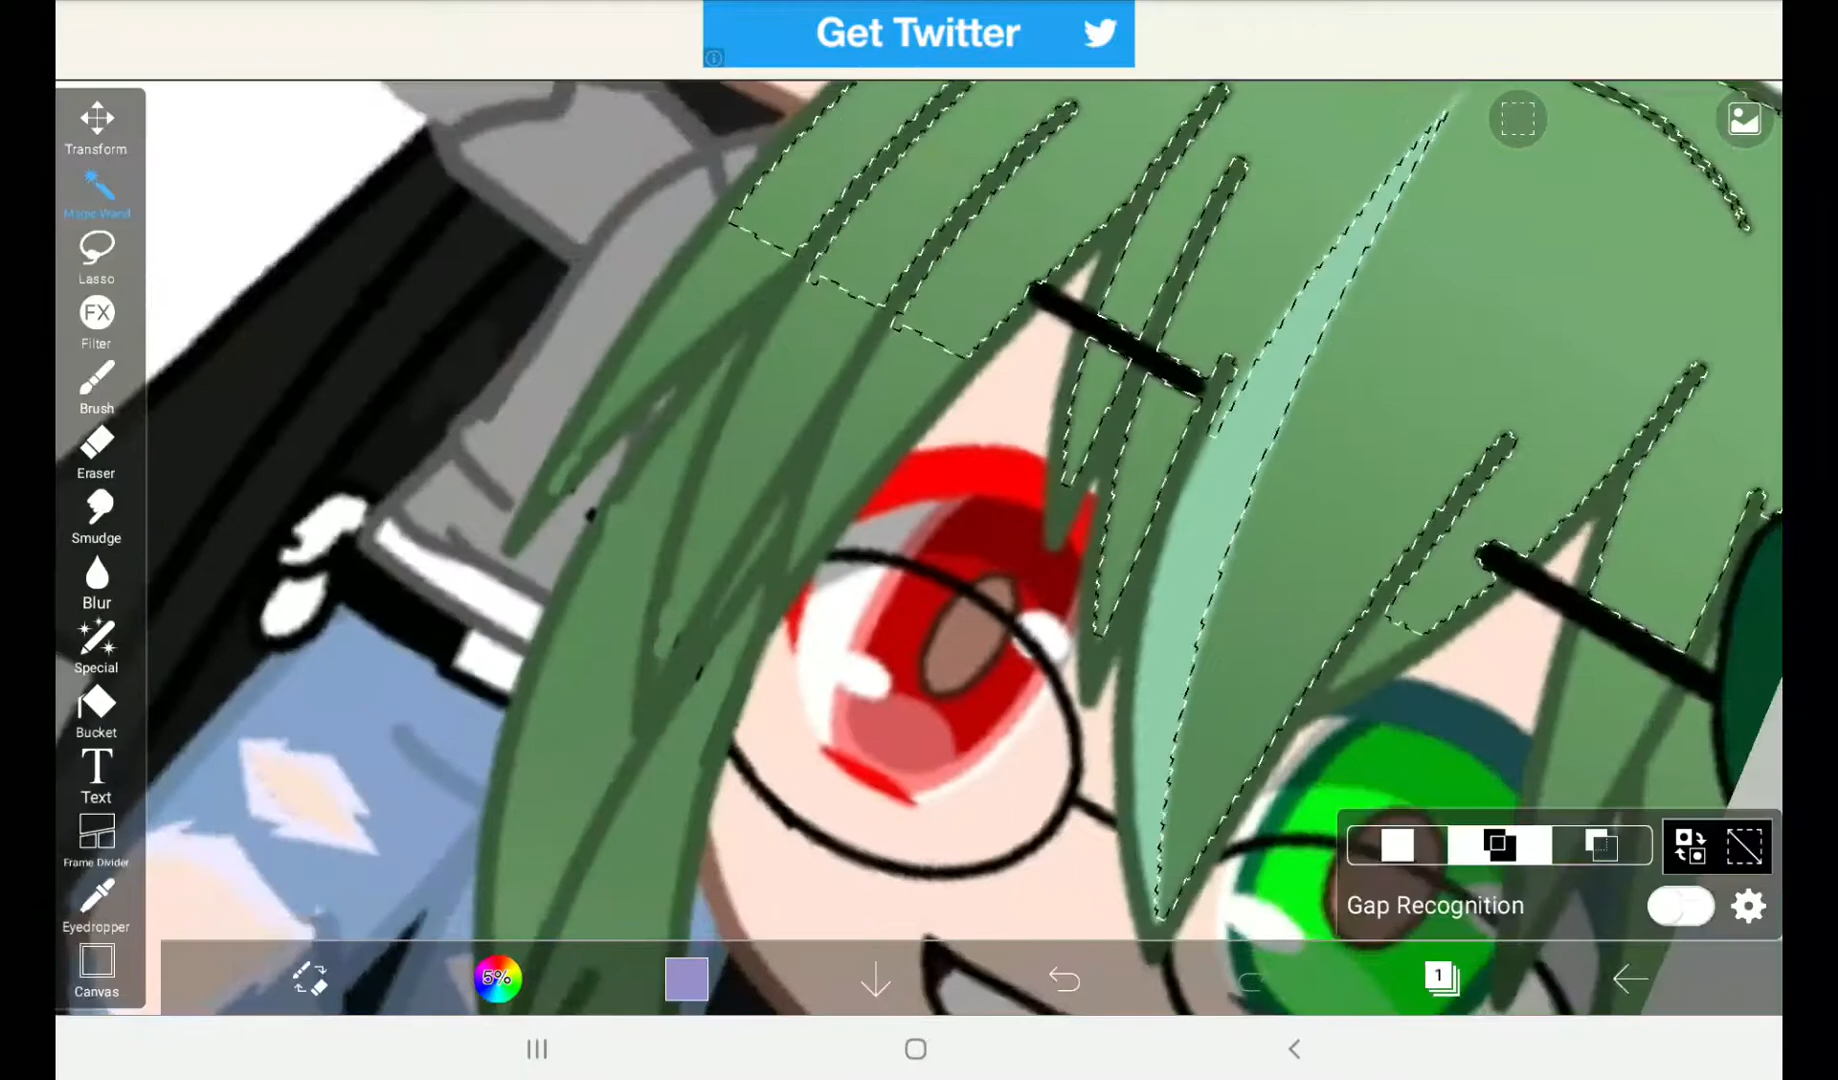 Get Twitter
Transform
Magic Wand
Lasso
FX
Filter
Brush
Eraser
Smudge
Blur
Special
Bucket
T
Text
Frame Divider
Eyedropper
Canvas
Gap Recognition
5%
1